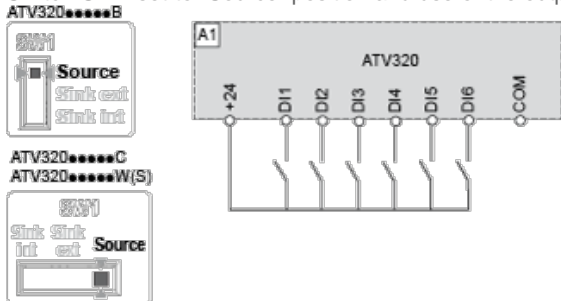 ATV320●●●●●B
SW1
Source
Sink ext
Sink int
A1
ATV320
+24
DI1
DI2
DI3
DI4
DI5
DI6
COM
ATV320●●●●●C
ATV320●●●●●W(S)
SW1
Sink int
Sink ext
Source